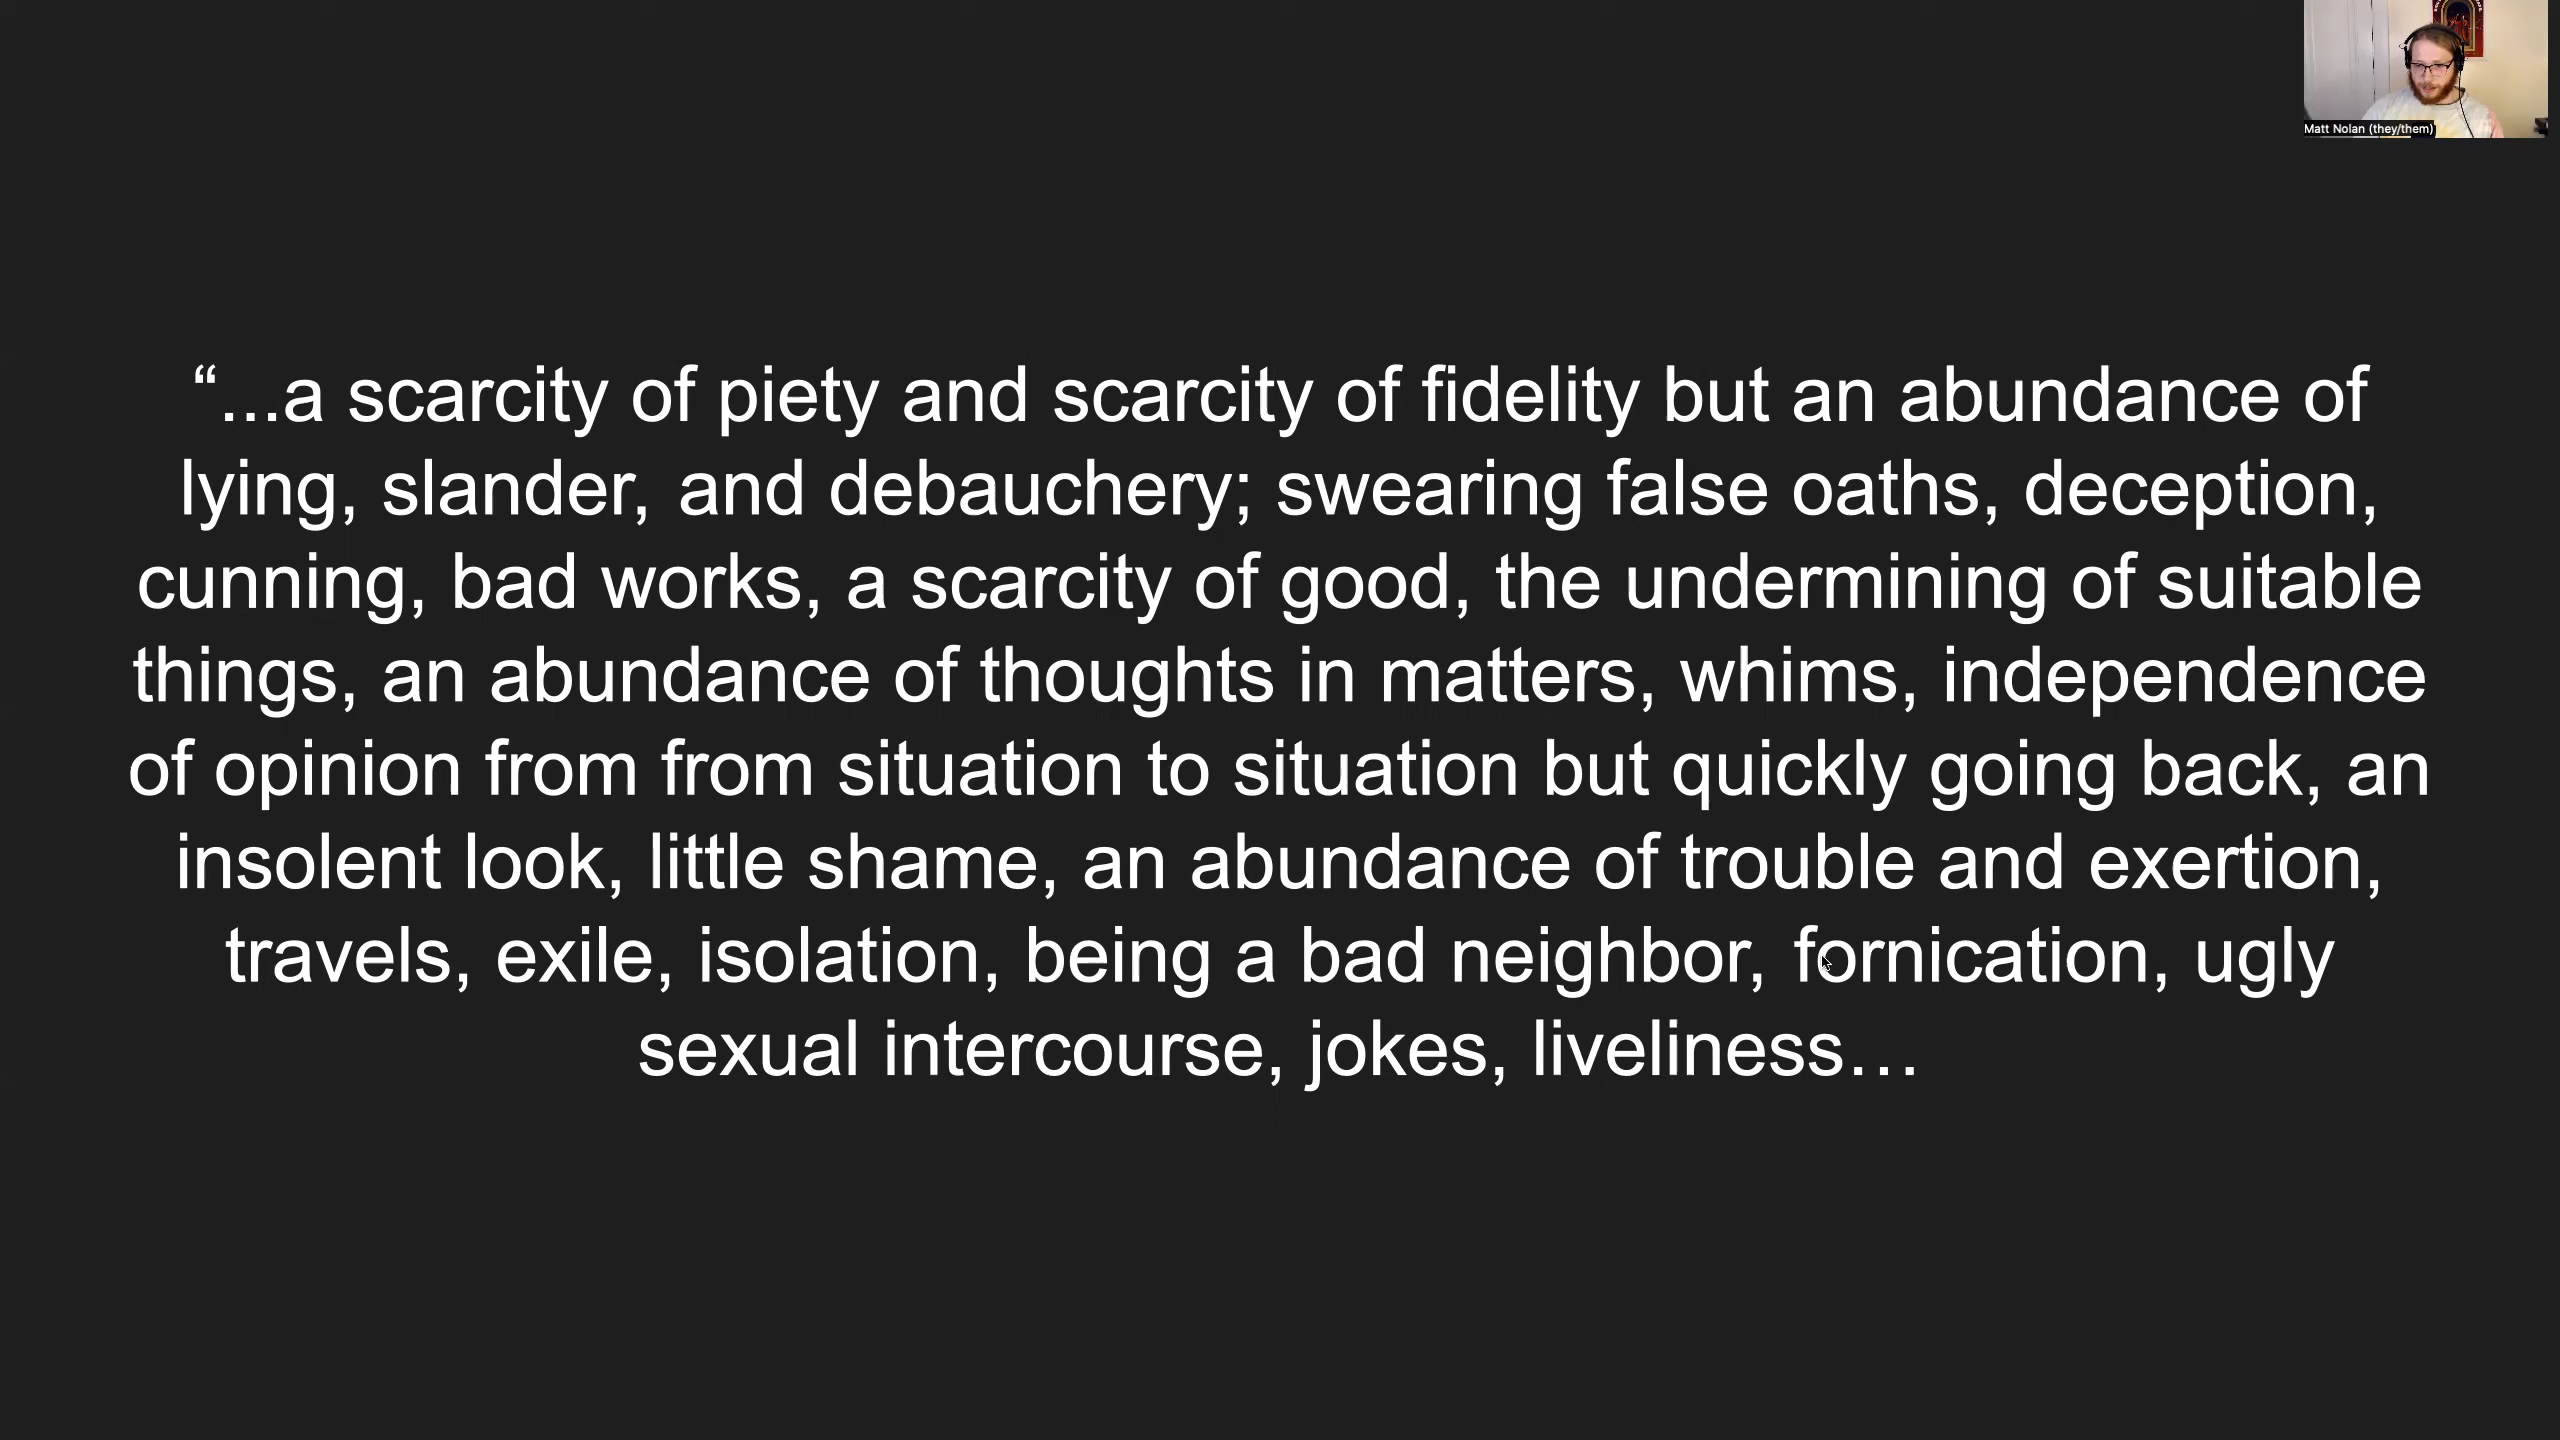 Matt Nolan (they/them)
“...a scarcity of piety and scarcity of fidelity but an abundance of
lying, slander, and debauchery; swearing false oaths, deception,
cunning, bad works, a scarcity of good, the undermining of suitable
things, an abundance of thoughts in matters, whims, independence
of opinion from from situation to situation but quickly going back, an
insolent look, little shame, an abundance of trouble and exertion,
travels, exile, isolation, being a bad neighbor, fornication, ugly
sexual intercourse, jokes, liveliness…